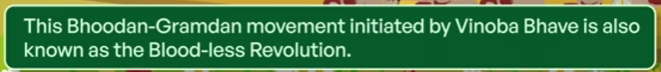 This Bhoodan-Gramdan movement initiated by Vinoba Bhave is also
known as the Blood-less Revolution.